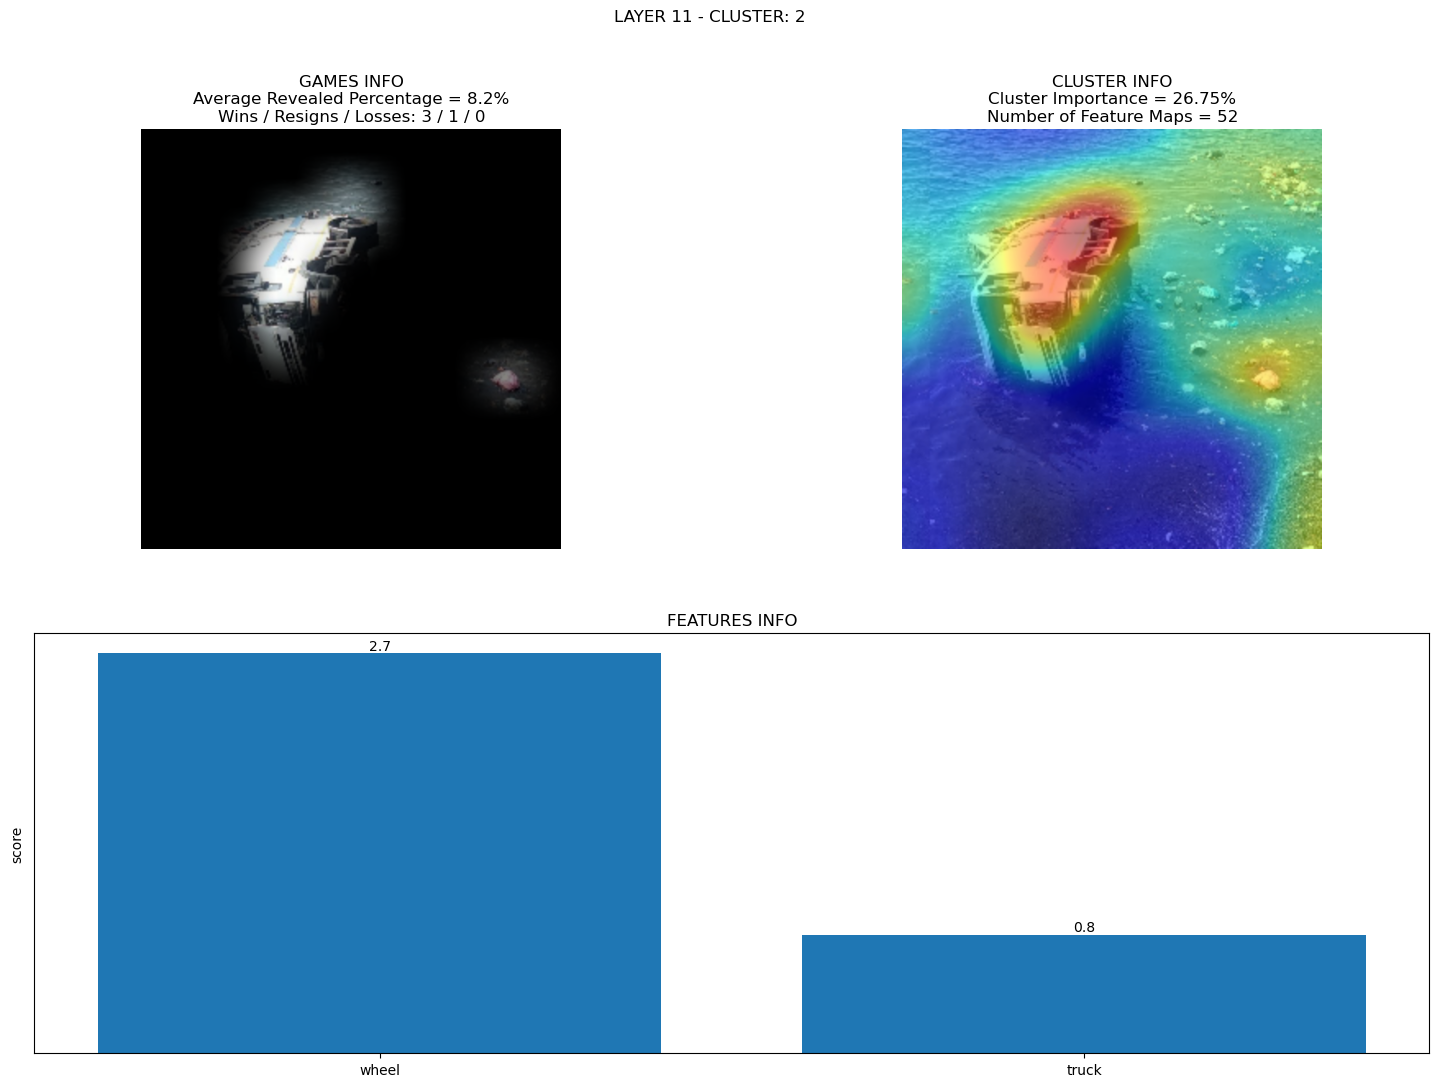 LAYER 11 - CLUSTER: 2
GAMES INFO
Average Revealed Percentage = 8.2%
Wins / Resigns / Losses: 3 / 1 / 0
CLUSTER INFO
Cluster Importance = 26.75%
Number of Feature Maps = 52
FEATURES INFO
score
2.7
0.8
wheel
truck